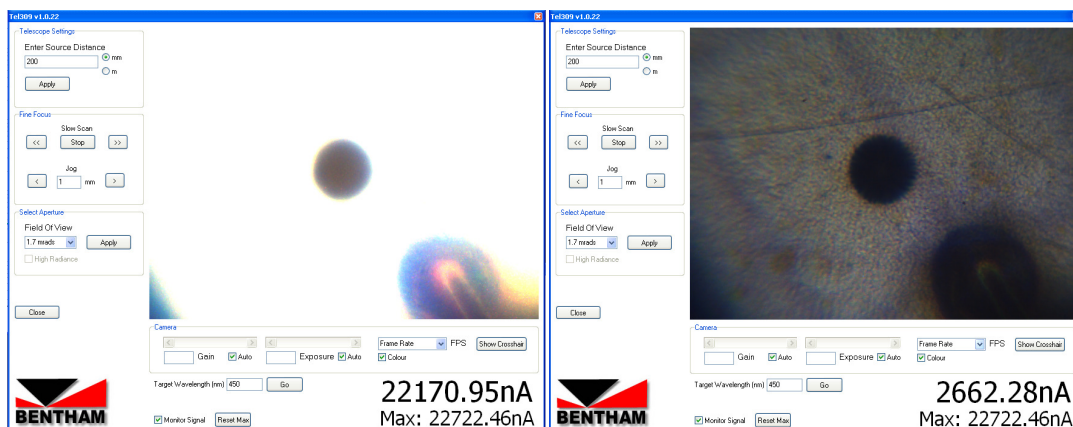 Tel309 v1.0.22
Telescope Settings
Enter Source Distance
200
mm
m
Apply
Fine Focus
Slow Scan
<< Stop >>
Jog
< 1 mm >
Select Aperture
Field Of View
1.7 mrads Apply
High Radiance
Close
Camera
Frame Rate FPS Show Crosshair
Gain Auto Exposure Auto Colour
Target Wavelength (nm) 450 Go
22170.95nA
BENTHAM
Monitor Signal Reset Max Max: 22722.46nA
Tel309 v1.0.22
Telescope Settings
Enter Source Distance
200
mm
m
Apply
Fine Focus
Slow Scan
<< Stop >>
Jog
< 1 mm >
Select Aperture
Field Of View
1.7 mrads Apply
High Radiance
Close
Camera
Frame Rate FPS Show Crosshair
Gain Auto Exposure Auto Colour
Target Wavelength (nm) 450 Go
2662.28nA
BENTHAM
Monitor Signal Reset Max Max: 22722.46nA